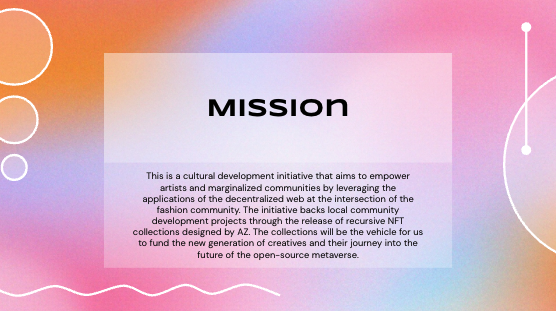 Mission
This is a cultural development initiative that aims to empower
artists and marginalized communities by leveraging the
applications of the decentralized web at the intersection of the
fashion community. The initiative backs local community
development projects through the release of recursive NFT
collections designed by AZ. The collections will be the vehicle for us
to fund the new generation of creatives and their journey into the
future of the open-source metaverse.